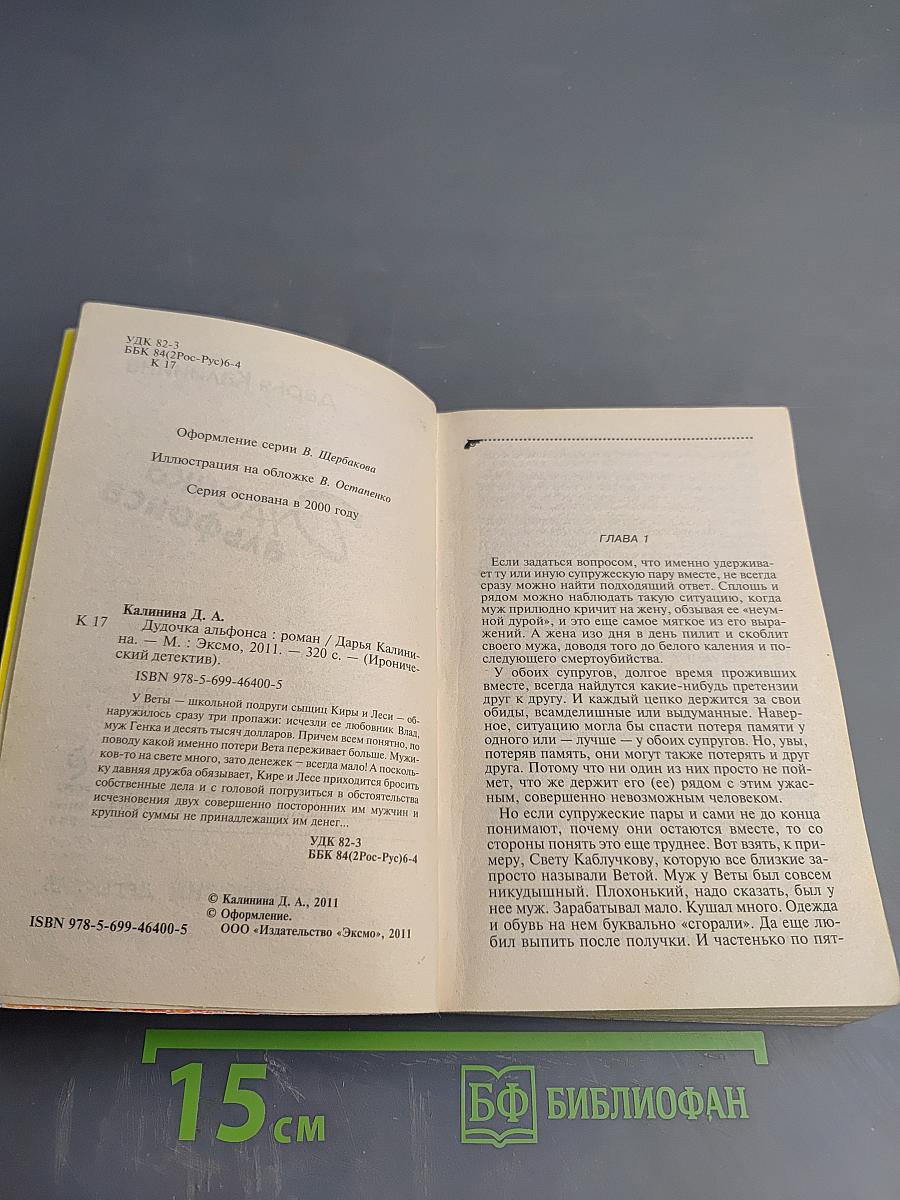 УДК 82-3
ББК 84(2Рос-Рус)6-4
К 17
Оформление серии В. Щербакова
Иллюстрация на обложке В. Остапенко
Серия основана в 2000 году
Калинина Д. А.
К 17 Дудочка альфонса : роман / Дарья Калини-
на. — М. : Эксмо, 2011. — 320 с. — (Ирониче-
ский детектив).
ISBN 978-5-699-46400-5
У Веты — школьной подруги сыщиц Киры и Леси – об-
наружилось сразу три пропажи: исчезли ее любовник Влад,
муж Генка и десять тысяч долларов. Причем всем понятно, по
поводу какой именно потери Вета переживает больше. Мужи-
ков-то на свете много, зато денежек – всегда мало! А посколь-
ку давняя дружба обязывает, Кире и Лесе приходится бросить
собственные дела и с головой погрузиться в обстоятельства
исчезновения двух совершенно посторонних им мужчин и
крупной суммы не принадлежащих им денег...
УДК 82-3
ББК 84(2Рос-Рус)6-4
© Калинина Д. А., 2011
© Оформление.
ООО «Издательство «Эксмо», 2011
ISBN 978-5-699-46400-5
ГЛАВА 1
Если задаться вопросом, что именно удержива-
ет ту или иную супружескую пару вместе, не всегда
сразу можно найти подходящий ответ. Сплошь и
рядом можно наблюдать такую ситуацию, когда
муж прилюдно кричит на жену, обзывая ее «неум-
ной дурой», и это еще самое мягкое из его выра-
жений. А жена изо дня в день пилит и скоблит
своего мужа, доводя того до белого каления и по-
следующего смертоубийства.
У обоих супругов, долгое время проживших
вместе, всегда найдутся какие-нибудь претензии
друг к другу. И каждый цепко держится за свои
обиды, всамделишные или выдуманные. Навер-
ное, ситуацию могла бы спасти потеря памяти у
одного или — лучше — у обоих супругов. Но, увы,
потеряв память, они могут также потерять и друг
друга. Потому что ни один из них просто не пой-
мет, что же держит его (ее) рядом с этим ужас-
ным, совершенно невозможным человеком.
Но если супружеские пары и сами не до конца
понимают, почему они остаются вместе, то со
стороны понять это еще труднее. Вот взять, к при-
меру, Свету Каблучкову, которую все близкие за-
просто называли Ветой. Муж у Веты был совсем
никудышный. Плохонький, надо сказать, был у
нее муж. Зарабатывал мало. Кушал много. Одежда
и обувь на нем буквально «сгорали». Да еще лю-
бил выпить после получки. И частенько по пят-
15 см
БФ БИБЛИОФАН